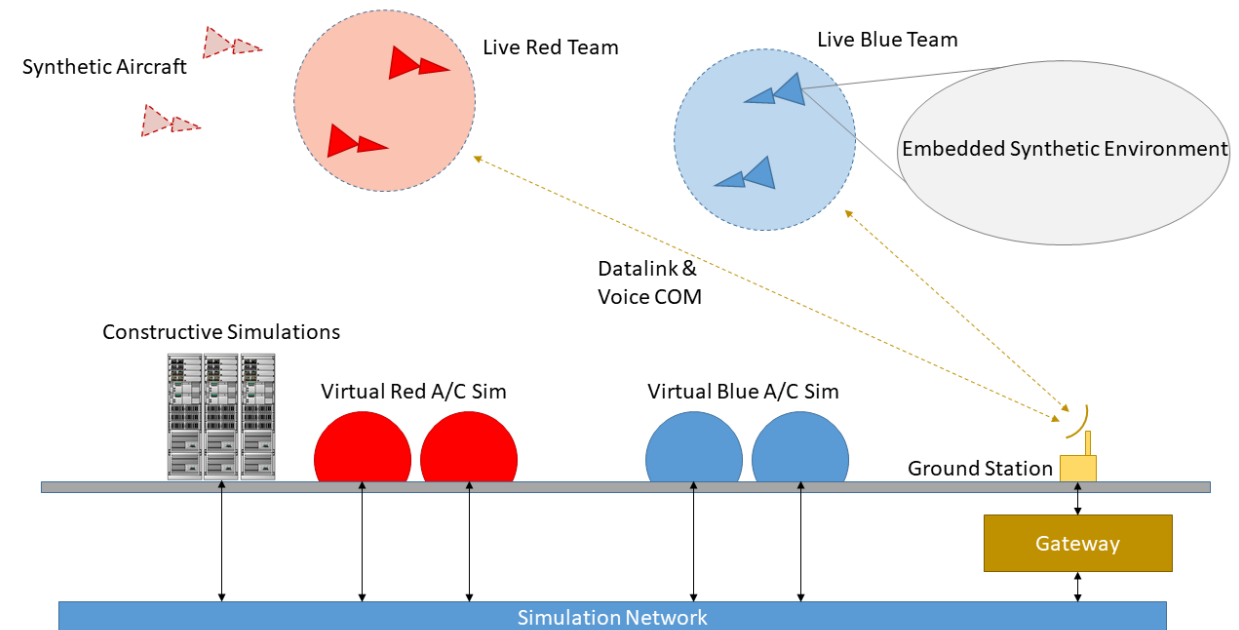 Synthetic Aircraft
Live Red Team
Live Blue Team
Embedded Synthetic Environment
Datalink &
Voice COM
Constructive Simulations
Virtual Red A/C Sim
Virtual Blue A/C Sim
Ground Station
Gateway
Simulation Network